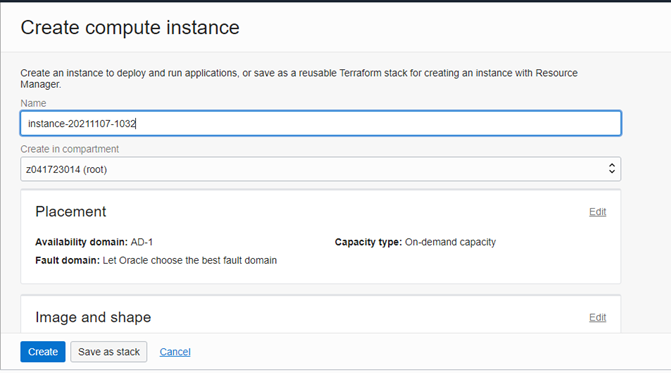 Create compute instance
Create an instance to deploy and run applications, or save as a reusable Terraform stack for creating an instance with Resource
Manager.
Name
instance-20211107-1032
Create in compartment
z041723014 (root)
Placement
Edit
Availability domain: AD-1
Capacity type: On-demand capacity
Fault domain: Let Oracle choose the best fault domain
Image and shape
Edit
Create
Save as stack
Cancel